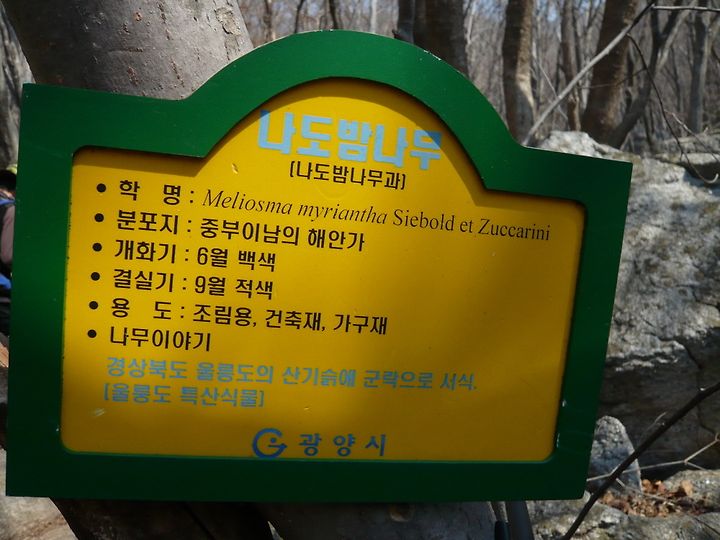 나도밤나무
[나도밤나무과]
• 학 명 : Meliosma myriantha Siebold et Zuccarini
• 분포지 : 중부이남의 해안가
• 개화기 : 6월 백색
• 결실기 : 9월 적색
• 용 도 : 조림용, 건축재, 가구재
• 나무이야기
경상북도 울릉도의 산기슭에 군락으로 서식.
[울릉도 특산식물]
광양시